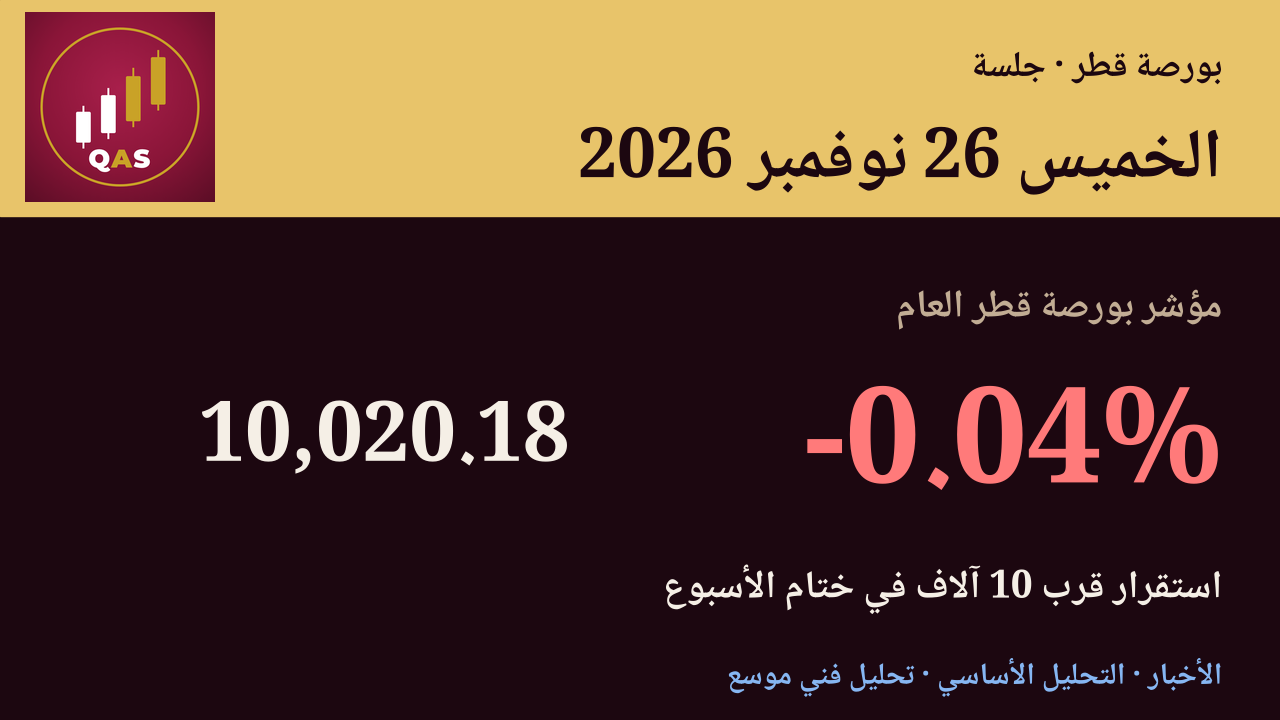 QAS
بورصة قطر · جلسة
الخميس 26 نوفمبر 2026
مؤشر بورصة قطر العام
-0.04%
10,020.18
استقرار قرب 10 آلاف في ختام الأسبوع
الأخبار · التحليل الأساسي · تحليل فني موسع